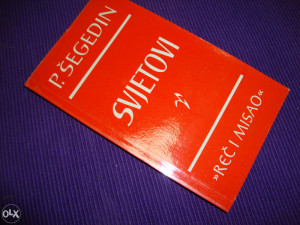 P. ŠEGEDIN
SVJETOVI
»REČ I MISAO«
OLX